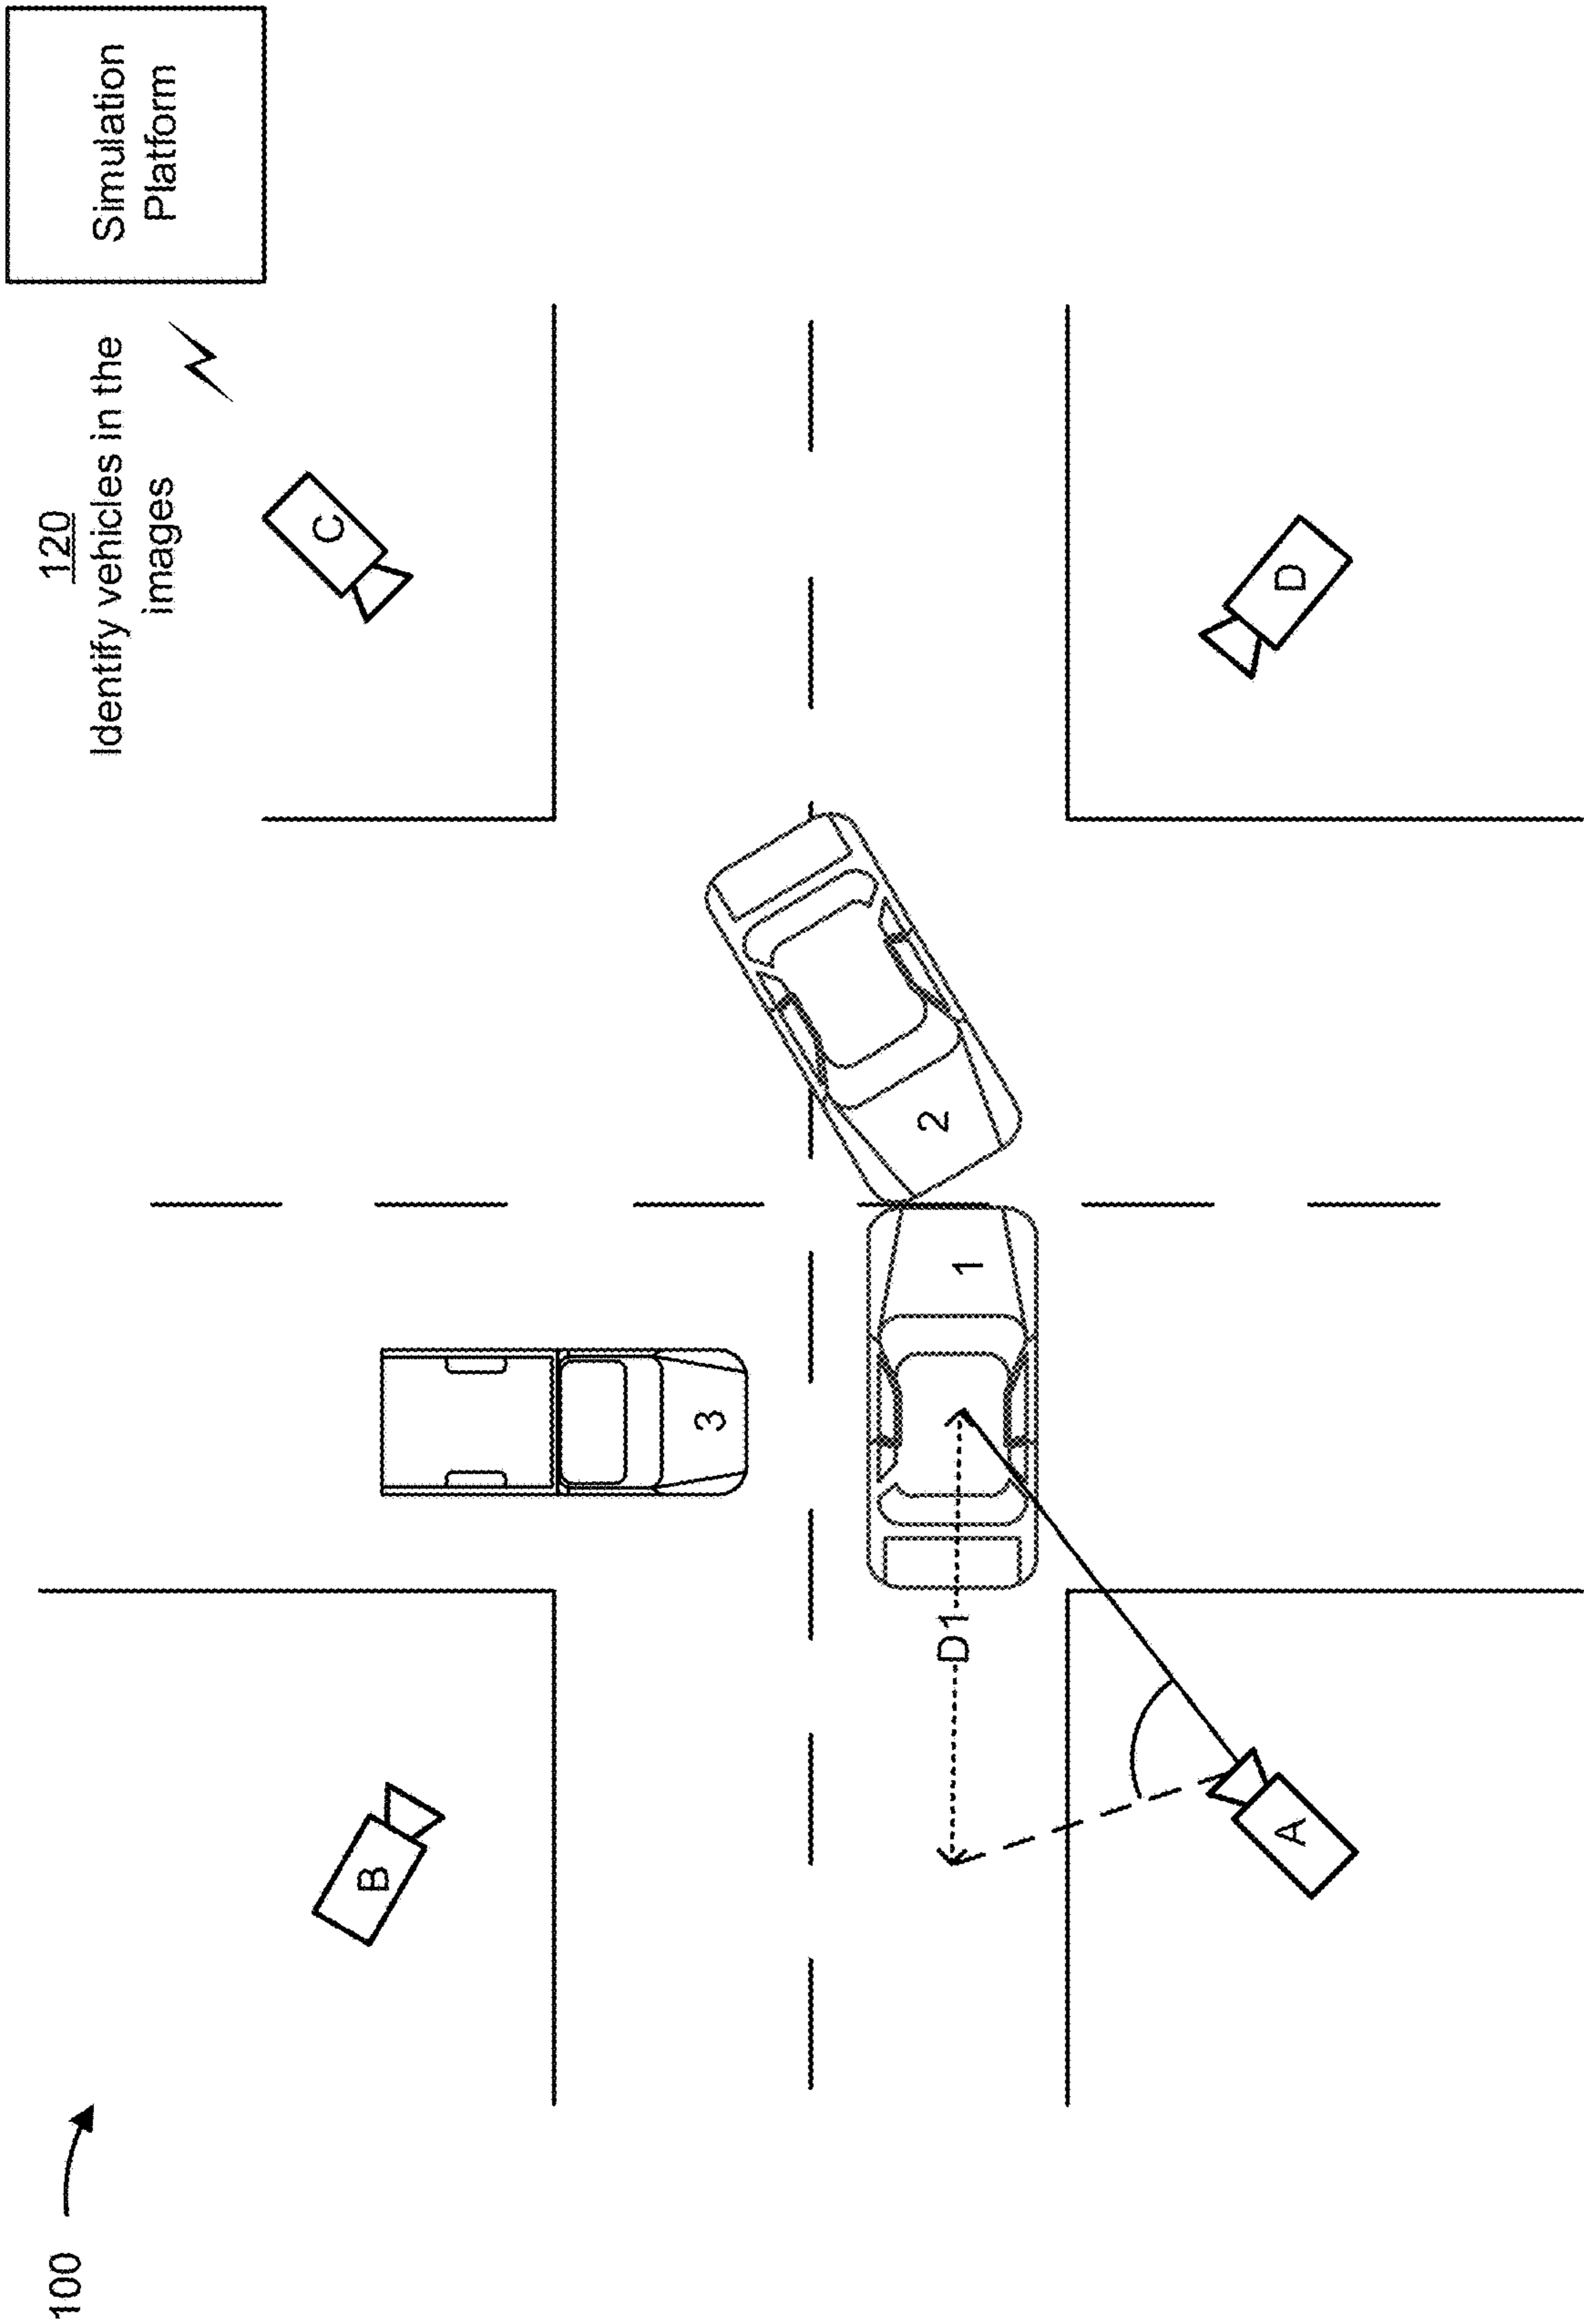 100
120
Identify vehicles in the
images
Simulation
Platform
B
C
3
D1
1
2
A
D